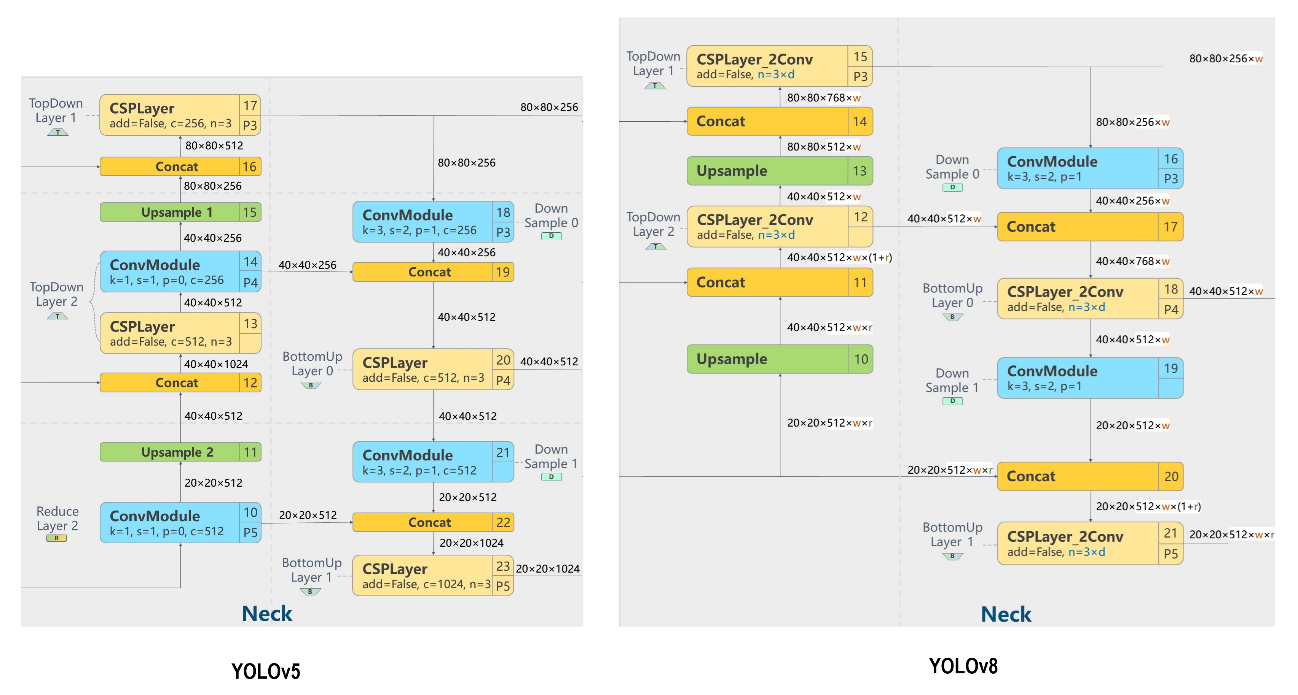 TopDown
Layer 1
T
CSPLayer
add=False, c=256, n=3
17
P3
80×80×256
80×80×512
Concat
16
80×80×256
80×80×256
Upsample 1
15
ConvModule
k=3, s=2, p=1, c=256
18
P3
Down
Sample 0
D
40×40×256
40×40×256
ConvModule
k=1, s=1, p=0, c=256
14
P4
40×40×256
Concat
19
TopDown
Layer 2
T
40×40×512
CSPLayer
add=False, c=512, n=3
13
40×40×512
40×40×1024
Concat
12
BottomUp
Layer 0
B
CSPLayer
add=False, c=512, n=3
20
P4
40×40×512
40×40×512
40×40×512
Upsample 2
11
ConvModule
k=3, s=2, p=1, c=512
21
Down
Sample 1
D
20×20×512
20×20×512
Reduce
Layer 2
R
ConvModule
k=1, s=1, p=0, c=512
10
P5
20×20×512
Concat
22
20×20×1024
BottomUp
Layer 1
B
CSPLayer
add=False, c=1024, n=3
23
P5
20×20×1024
Neck
YOLOv5
TopDown
Layer 1
T
CSPLayer_2Conv
add=False, n=3×d
15
P3
80×80×256×w
80×80×768×w
Concat
14
80×80×256×w
80×80×512×w
Upsample
13
Down
Sample 0
D
ConvModule
k=3, s=2, p=1
16
P3
40×40×512×w
40×40×256×w
TopDown
Layer 2
T
CSPLayer_2Conv
add=False, n=3×d
12
40×40×512×w
Concat
17
40×40×512×w×(1+r)
40×40×768×w
Concat
11
BottomUp
Layer 0
B
CSPLayer_2Conv
add=False, n=3×d
18
P4
40×40×512×w
40×40×512×w×r
40×40×512×w
Upsample
10
Down
Sample 1
D
ConvModule
k=3, s=2, p=1
19
20×20×512×w×r
20×20×512×w
20×20×512×w×r
Concat
20
20×20×512×w×(1+r)
BottomUp
Layer 1
B
CSPLayer_2Conv
add=False, n=3×d
21
P5
20×20×512×w×r
Neck
YOLOv8